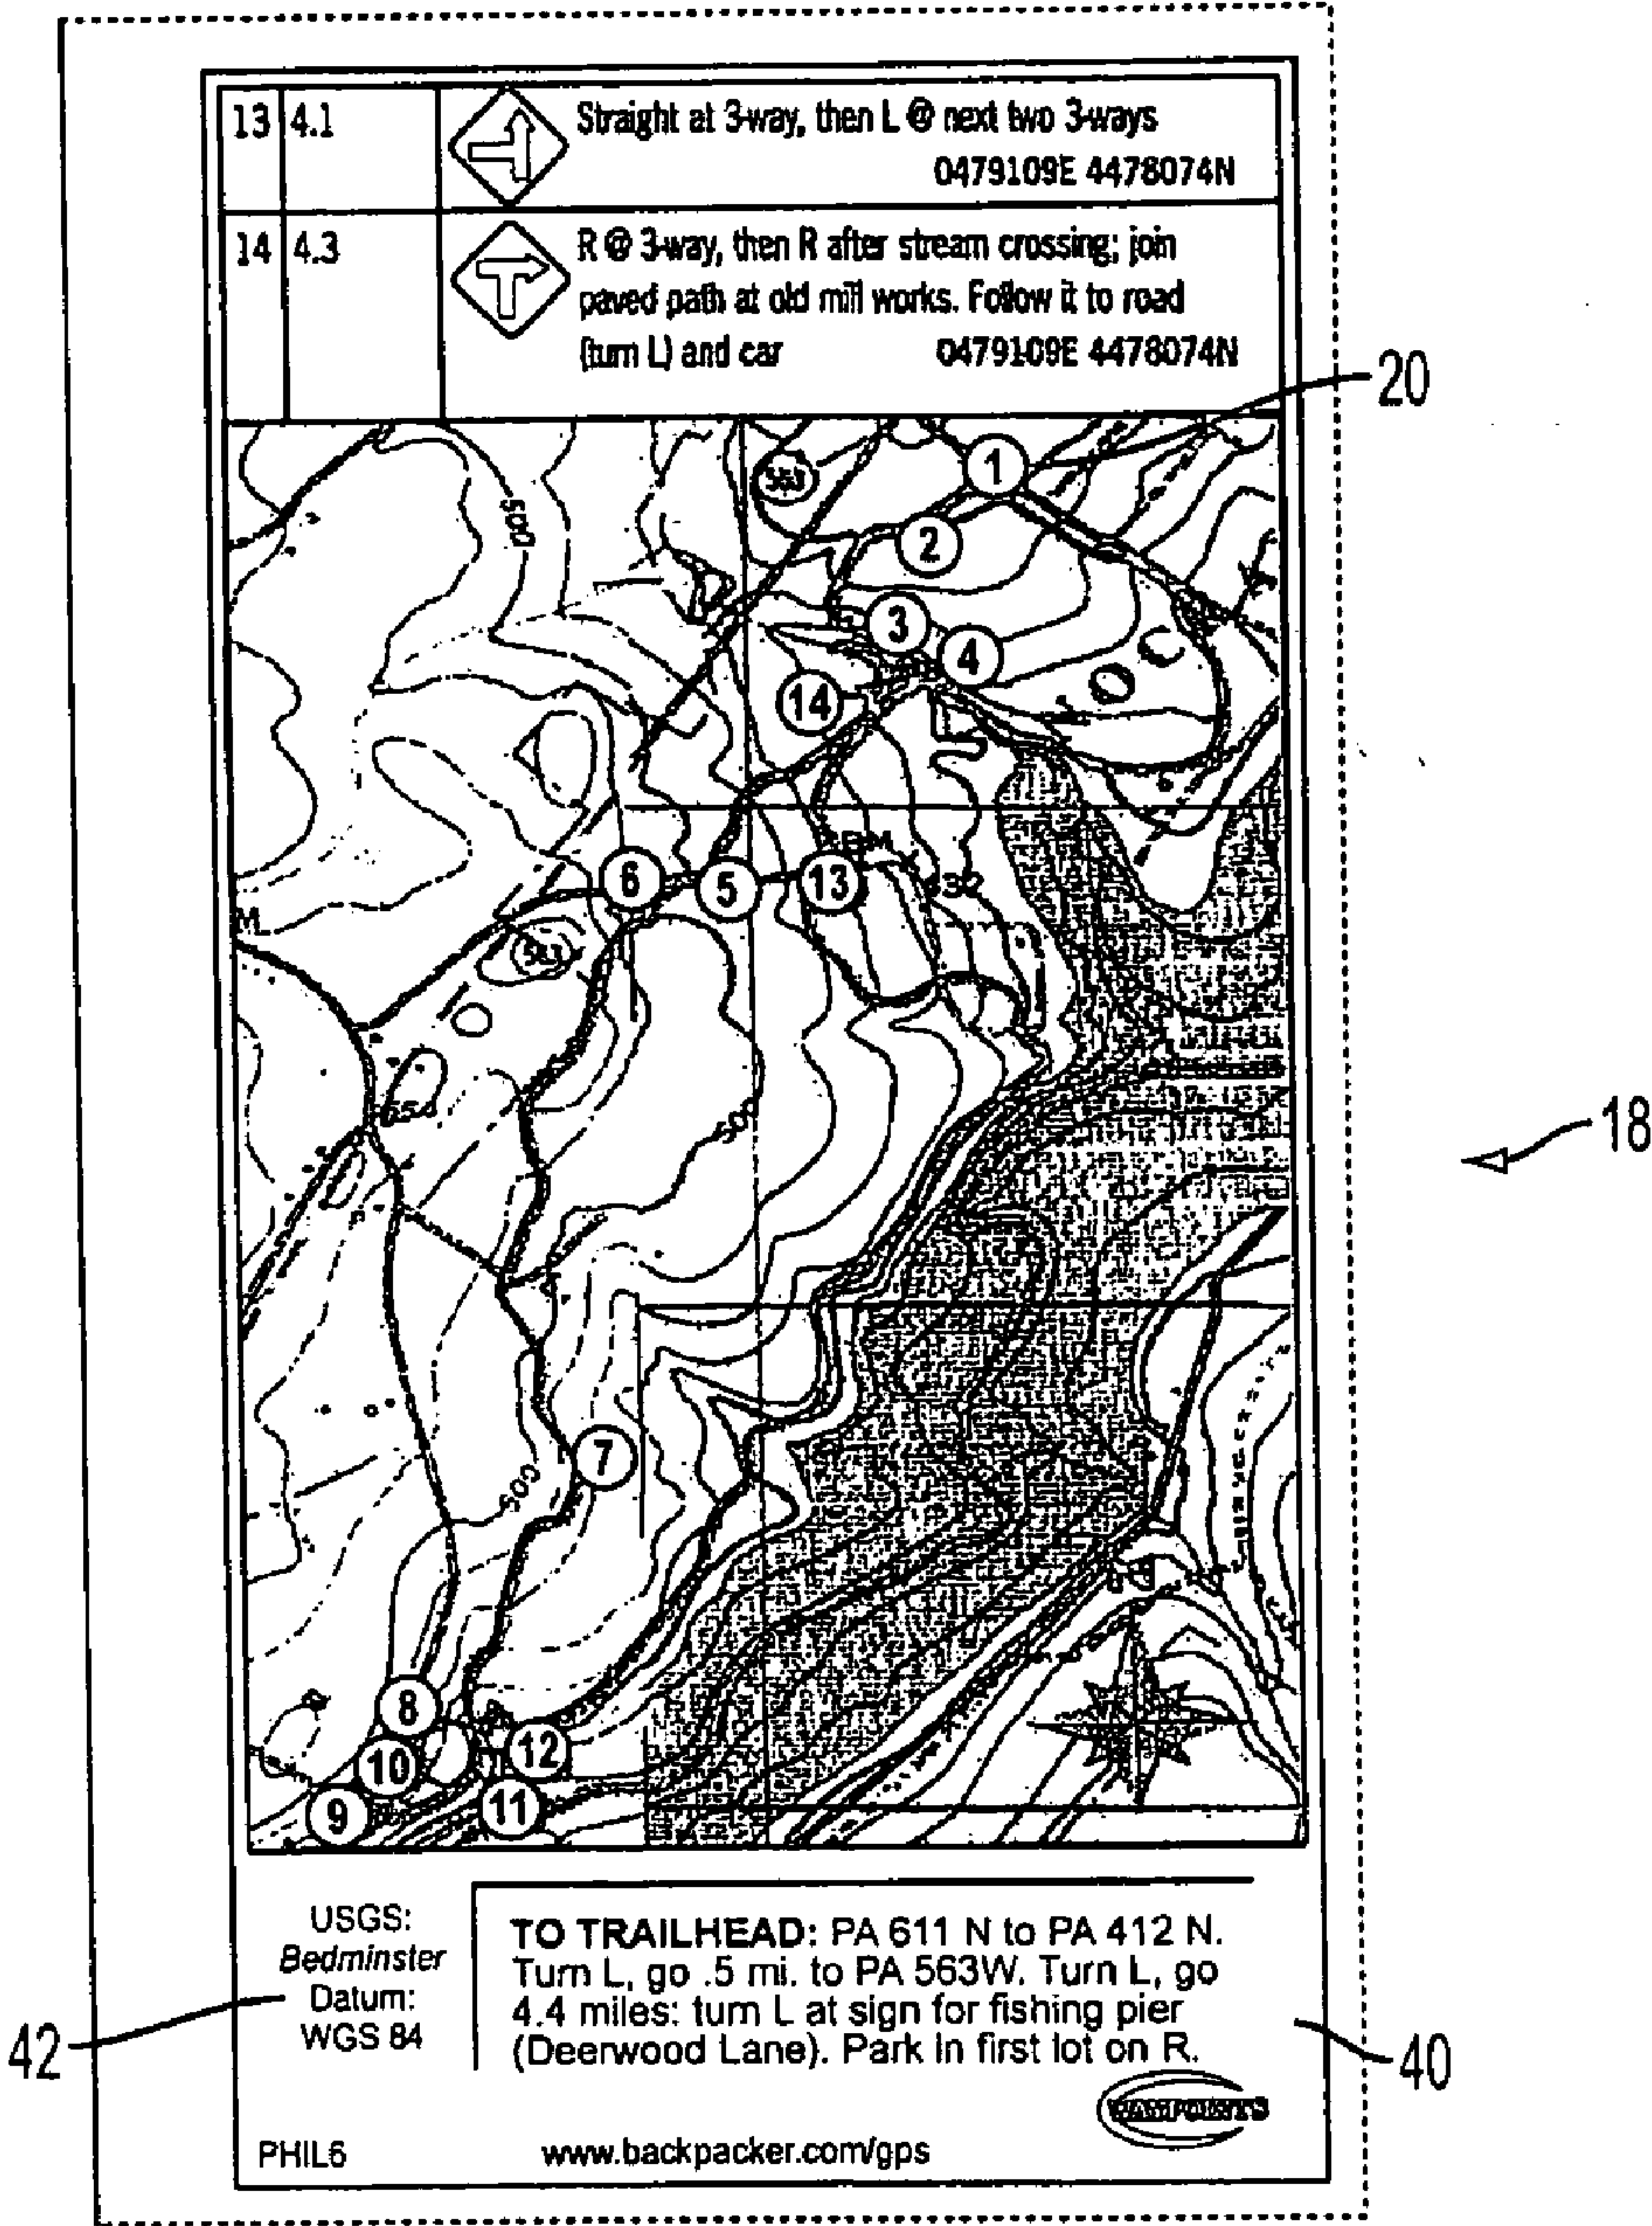 13 4.1 Straight at 3-way, then L @ next two 3-ways
0479109E 4478074N
14 4.3 R @ 3-way, then R after stream crossing; join
paved path at old mill works. Follow it to road
(turn L) and car 0479109E 4478074N
20
1
553
500
2
3
4
14
6
5
13
M
18
554
500
7
500
8
12
10
9
11
USGS:
Bedminster
Datum:
WGS 84
42
TO TRAILHEAD: PA 611 N to PA 412 N.
Turn L, go .5 mi. to PA 563W. Turn L, go
4.4 miles: turn L at sign for fishing pier
(Deerwood Lane). Park in first lot on R.
40
WAYPOINTS
PHIL6
www.backpacker.com/gps